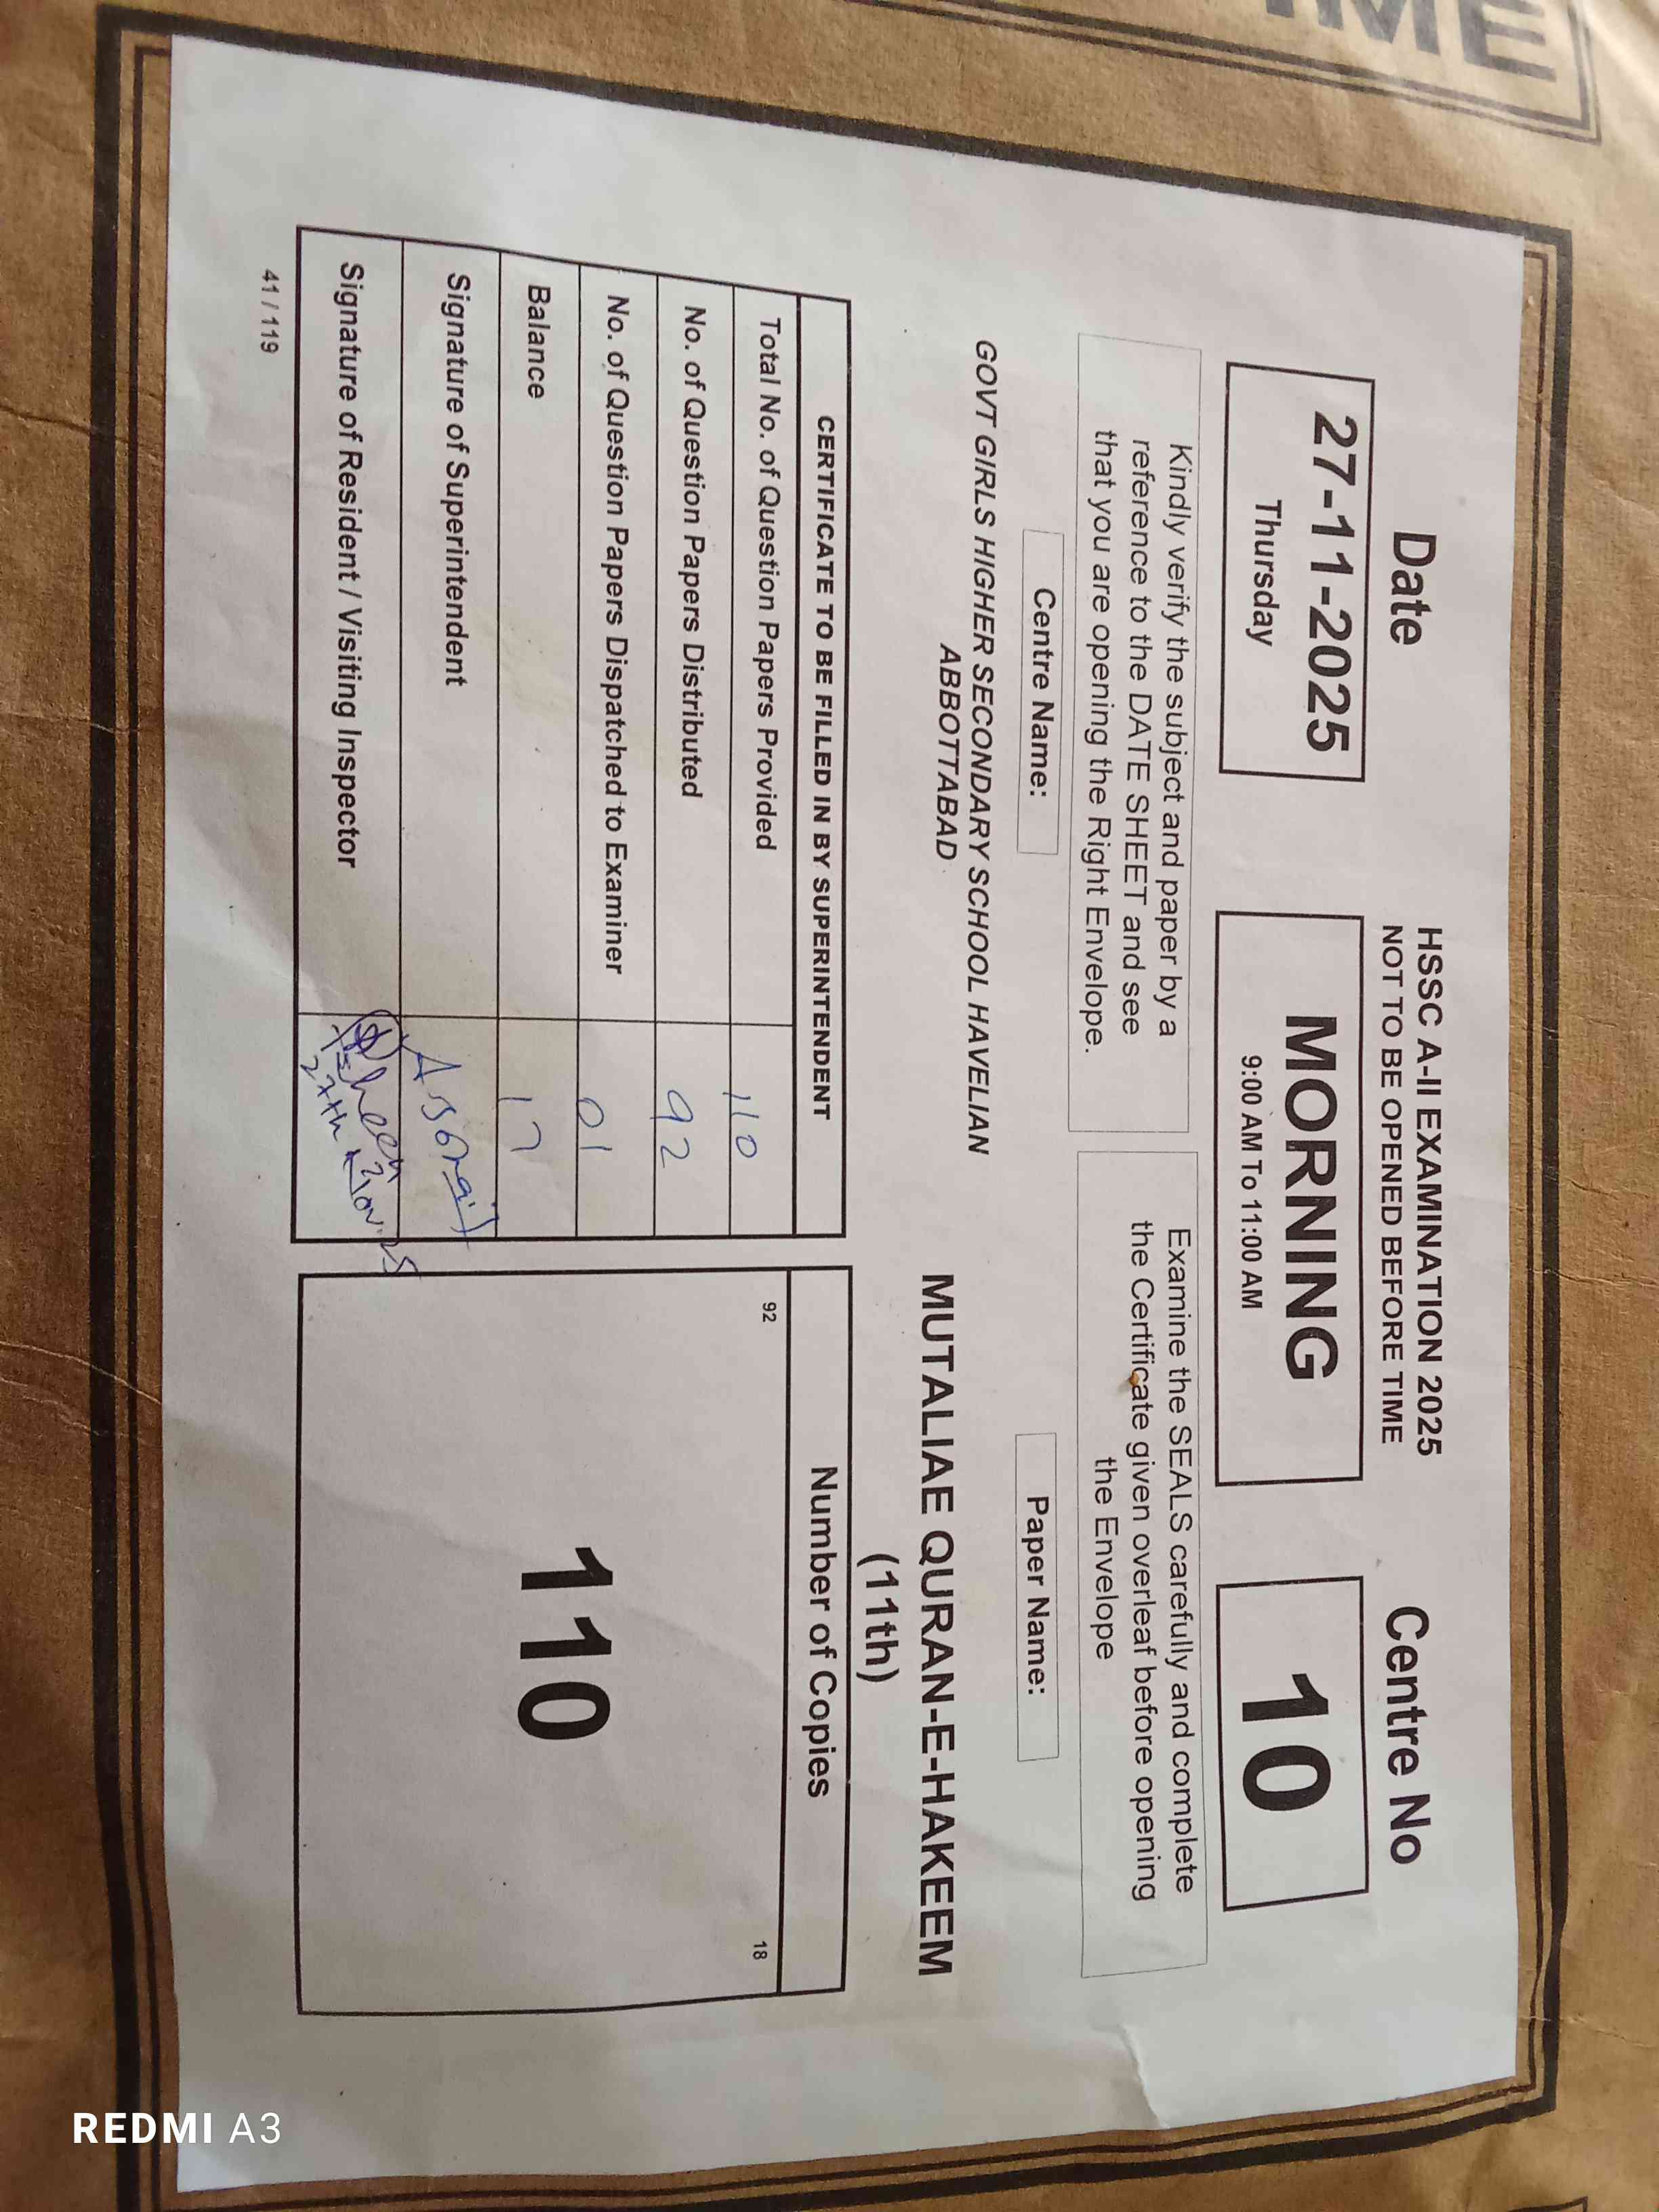 ME
Date
27-11-2025
Thursday
HSSC A-II EXAMINATION 2025
NOT TO BE OPENED BEFORE TIME
MORNING
9:00 AM To 11:00 AM
Centre No
10
Kindly verify the subject and paper by a
reference to the DATE SHEET and see
that you are opening the Right Envelope.
Examine the SEALS carefully and complete
the Certificate given overleaf before opening
the Envelope
Centre Name:
GOVT GIRLS HIGHER SECONDARY SCHOOL HAVELIAN
ABBOTTABAD
Paper Name:
MUTALIAE QURAN-E-HAKEEM
(11th)
CERTIFICATE TO BE FILLED IN BY SUPERINTENDENT
Total No. of Question Papers Provided 110
No. of Question Papers Distributed 92
No. of Question Papers Dispatched to Examiner 01
Balance 17
Signature of Superintendent
Signature of Resident / Visiting Inspector
27th Nov. 25
41 / 119
Number of Copies
92 18
110
REDMI A3